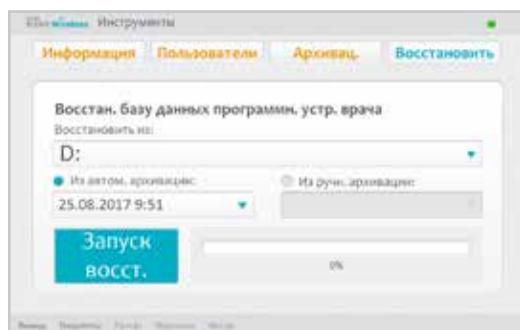 Инструменты
Информация Пользователи Архивац. Восстановить
Восстан. базу данных программн. устр. врача
Восстановить из:
D:
Из автом. архивации: Из ручн. архивации:
25.08.2017 9:51
Запуск
восст.
0%